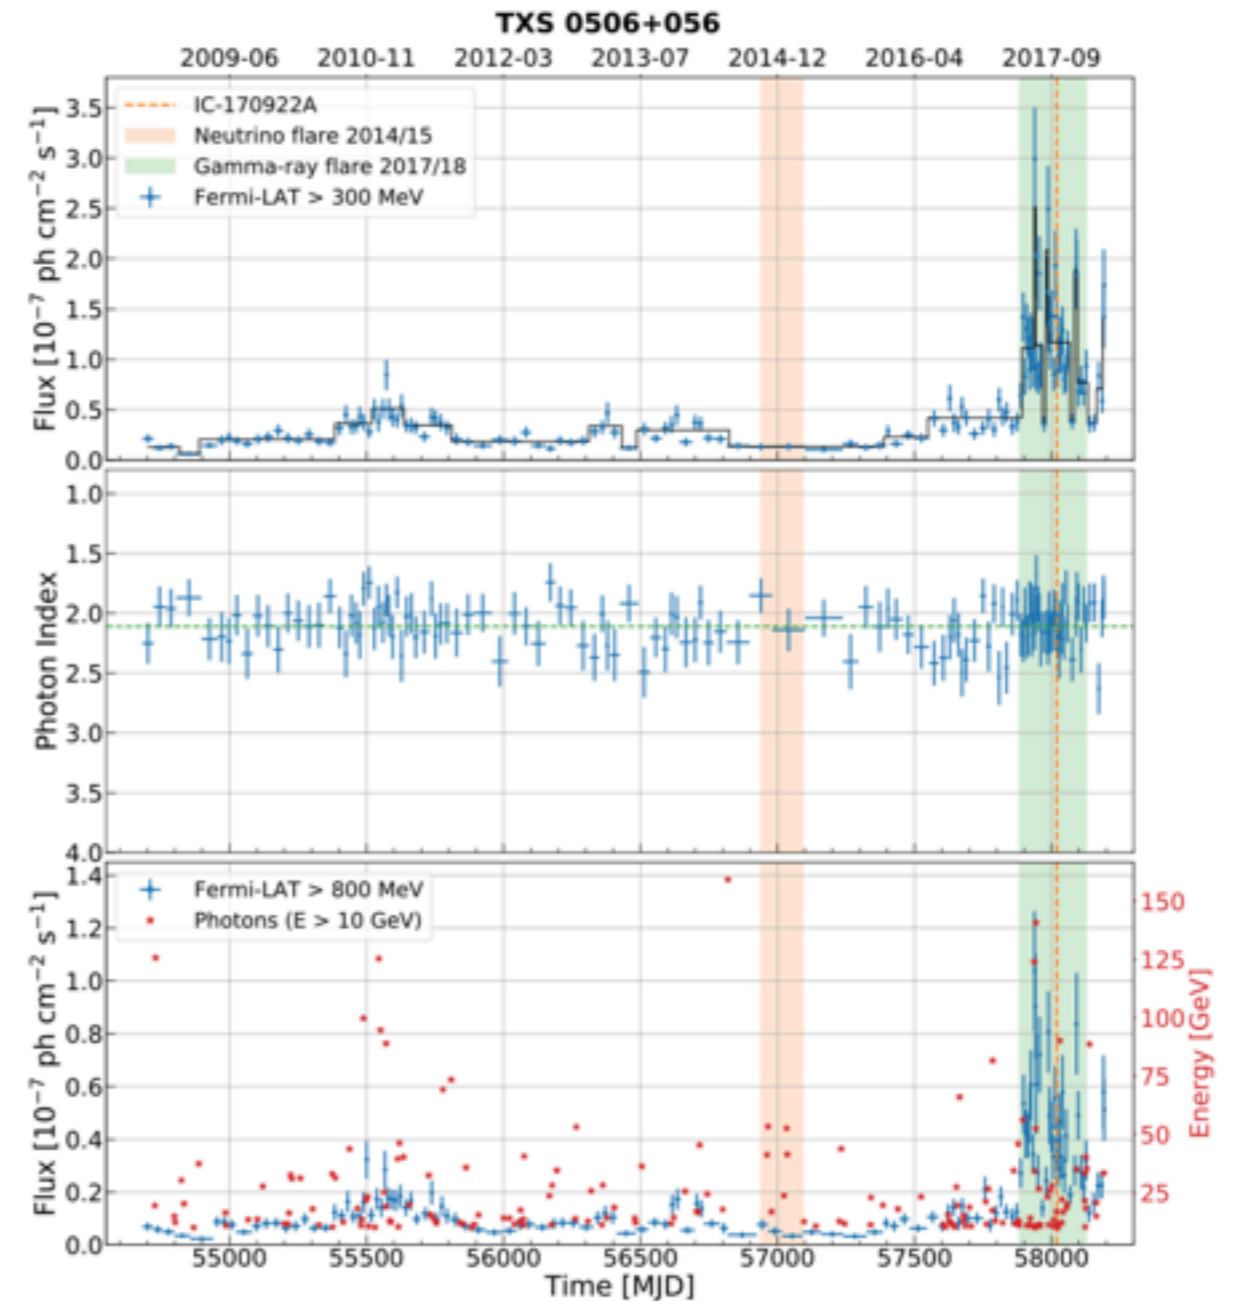 TXS 0506+056
2009-06 2010-11 2012-03 2013-07 2014-12 2016-04 2017-09
IC-170922A
Neutrino flare 2014/15
Gamma-ray flare 2017/18
Fermi-LAT > 300 MeV
Flux [10⁻⁷ ph cm⁻² s⁻¹]
3.5
3.0
2.5
2.0
1.5
1.0
0.5
0.0
Photon Index
1.0
1.5
2.0
2.5
3.0
3.5
4.0
Fermi-LAT > 800 MeV
Photons (E > 10 GeV)
Flux [10⁻⁷ ph cm⁻² s⁻¹]
1.4
1.2
1.0
0.8
0.6
0.4
0.2
0.0
150
125
100
75
50
25
Energy [GeV]
55000 55500 56000 56500 57000 57500 58000
Time [MJD]